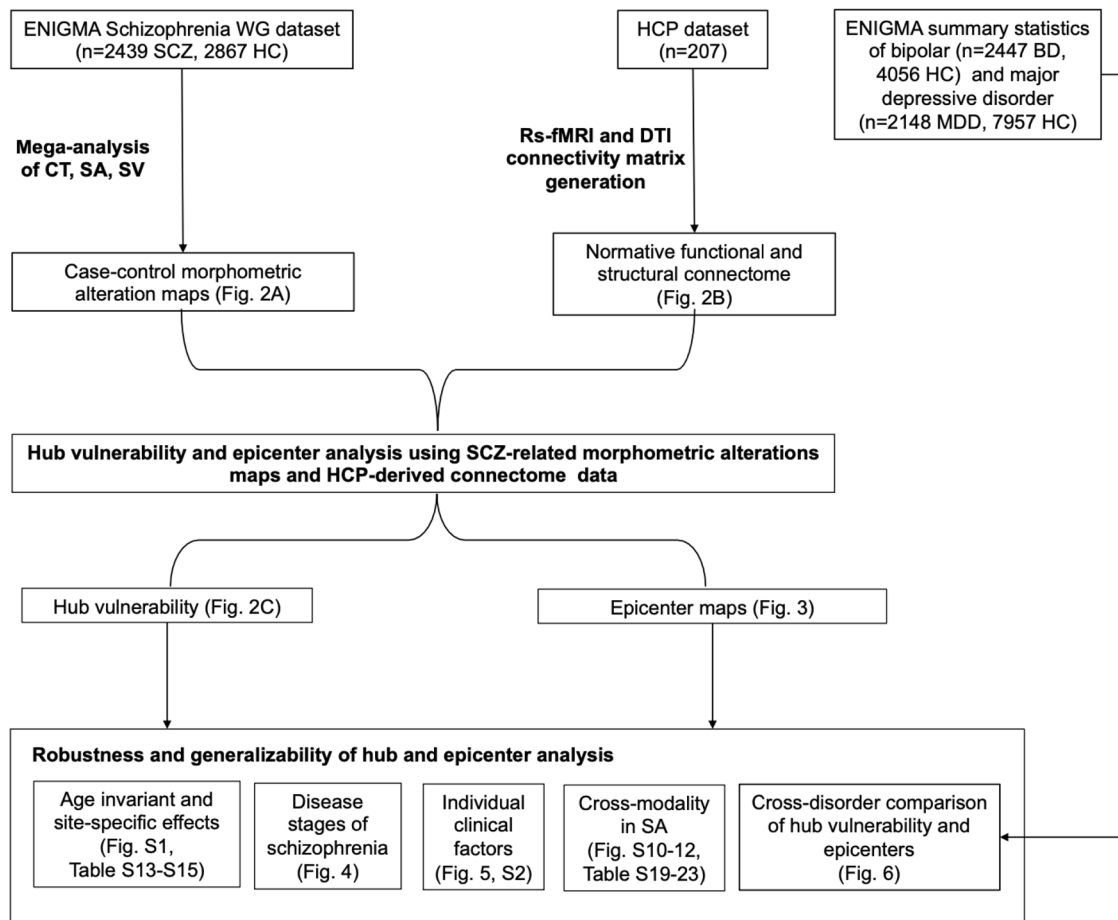 ENIGMA Schizophrenia WG dataset
(n=2439 SCZ, 2867 HC)
HCP dataset
(n=207)
ENIGMA summary statistics
of bipolar (n=2447 BD,
4056 HC) and major
depressive disorder
(n=2148 MDD, 7957 HC)
Mega-analysis
of CT, SA, SV
Rs-fMRI and DTI
connectivity matrix
generation
Case-control morphometric
alteration maps (Fig. 2A)
Normative functional and
structural connectome
(Fig. 2B)
Hub vulnerability and epicenter analysis using SCZ-related morphometric alterations
maps and HCP-derived connectome data
Hub vulnerability (Fig. 2C)
Epicenter maps (Fig. 3)
Robustness and generalizability of hub and epicenter analysis
Age invariant and
site-specific effects
(Fig. S1,
Table S13-S15)
Disease
stages of
schizophrenia
(Fig. 4)
Individual
clinical
factors
(Fig. 5, S2)
Cross-modality
in SA
(Fig. S10-12,
Table S19-23)
Cross-disorder comparison
of hub vulnerability and
epicenters
(Fig. 6)